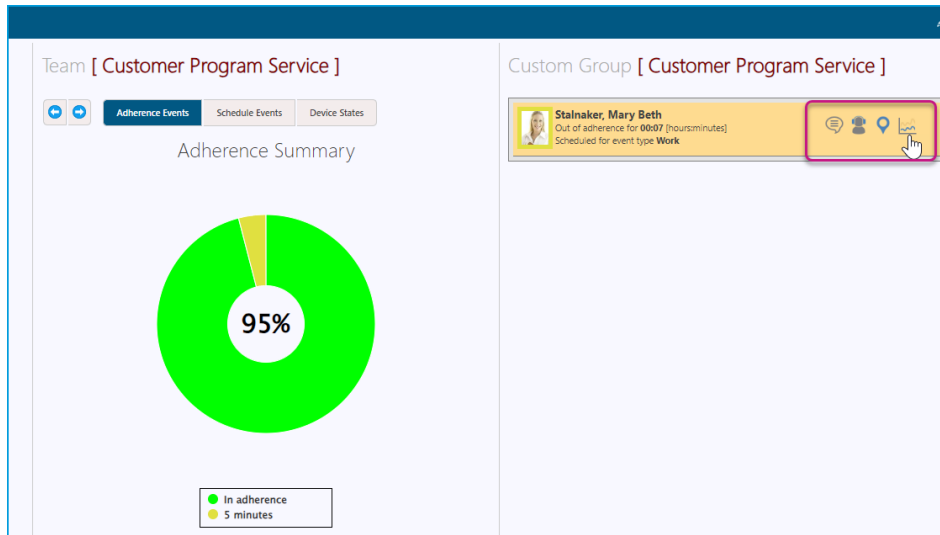 Team [ Customer Program Service ]
Adherence Events Schedule Events Device States
Adherence Summary
95%
In adherence
5 minutes
Custom Group [ Customer Program Service ]
Stalnaker, Mary Beth
Out of adherence for 00:07 [hours:minutes]
Scheduled for event type Work